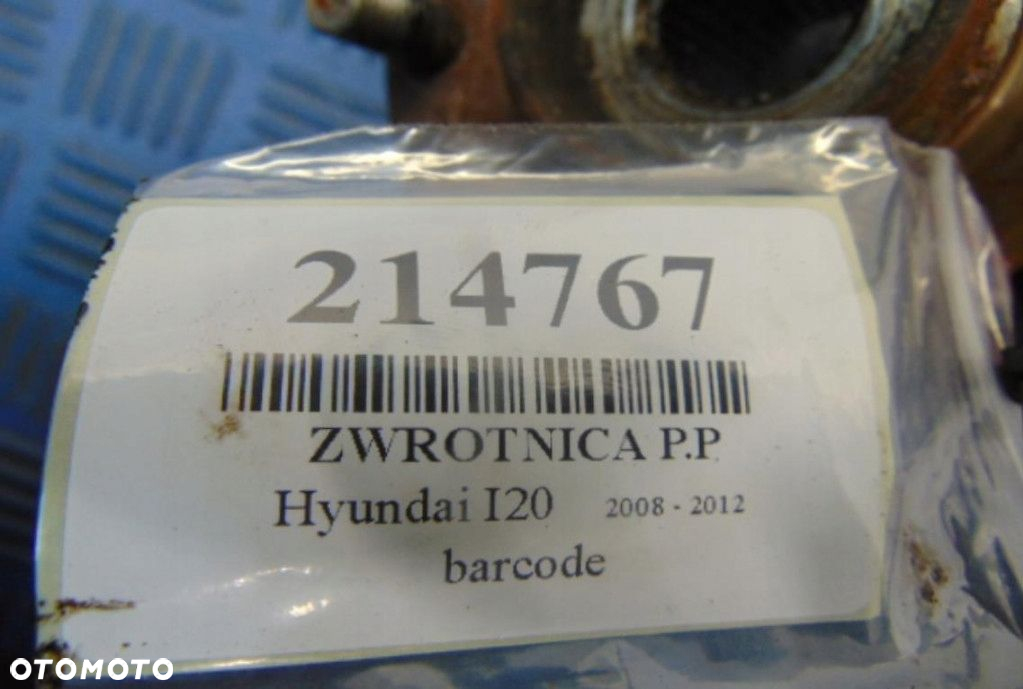 214767
ZWROTNICA P.P
Hyundai I20 2008 - 2012
barcode
OTOMOTO